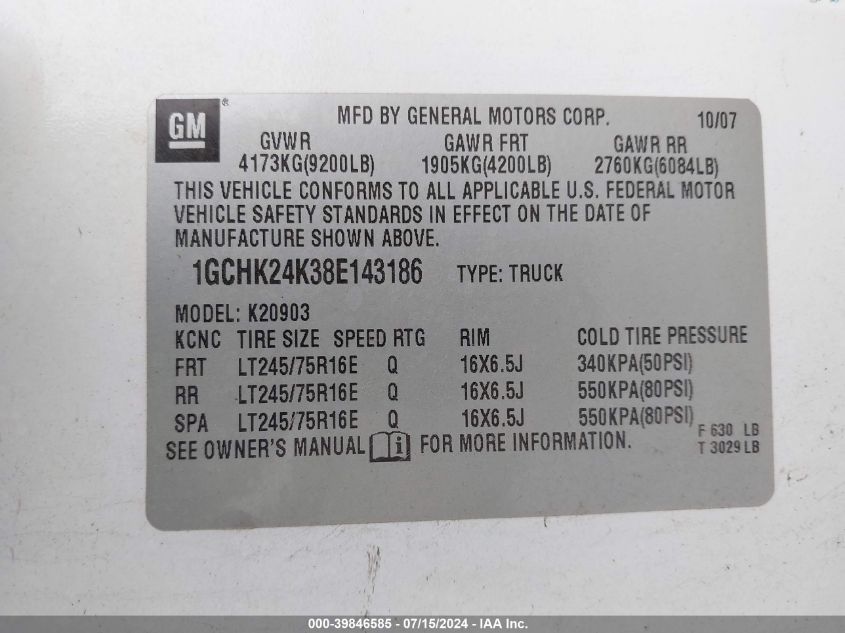 GM®
MFD BY GENERAL MOTORS CORP. 10/07
GVWR GAWR FRT GAWR RR
4173KG(9200LB) 1905KG(4200LB) 2760KG(6084LB)
THIS VEHICLE CONFORMS TO ALL APPLICABLE U.S. FEDERAL MOTOR
VEHICLE SAFETY STANDARDS IN EFFECT ON THE DATE OF
MANUFACTURE SHOWN ABOVE.
1GCHK24K38E143186 TYPE: TRUCK
MODEL: K20903
KCNC TIRE SIZE SPEED RTG RIM COLD TIRE PRESSURE
FRT LT245/75R16E Q 16X6.5J 340KPA(50PSI)
RR LT245/75R16E Q 16X6.5J 550KPA(80PSI)
SPA LT245/75R16E Q 16X6.5J 550KPA(80PSI)
F 630 LB
SEE OWNER'S MANUAL i FOR MORE INFORMATION.
T 3029 LB
000-39846585 - 07/15/2024 - IAA Inc.